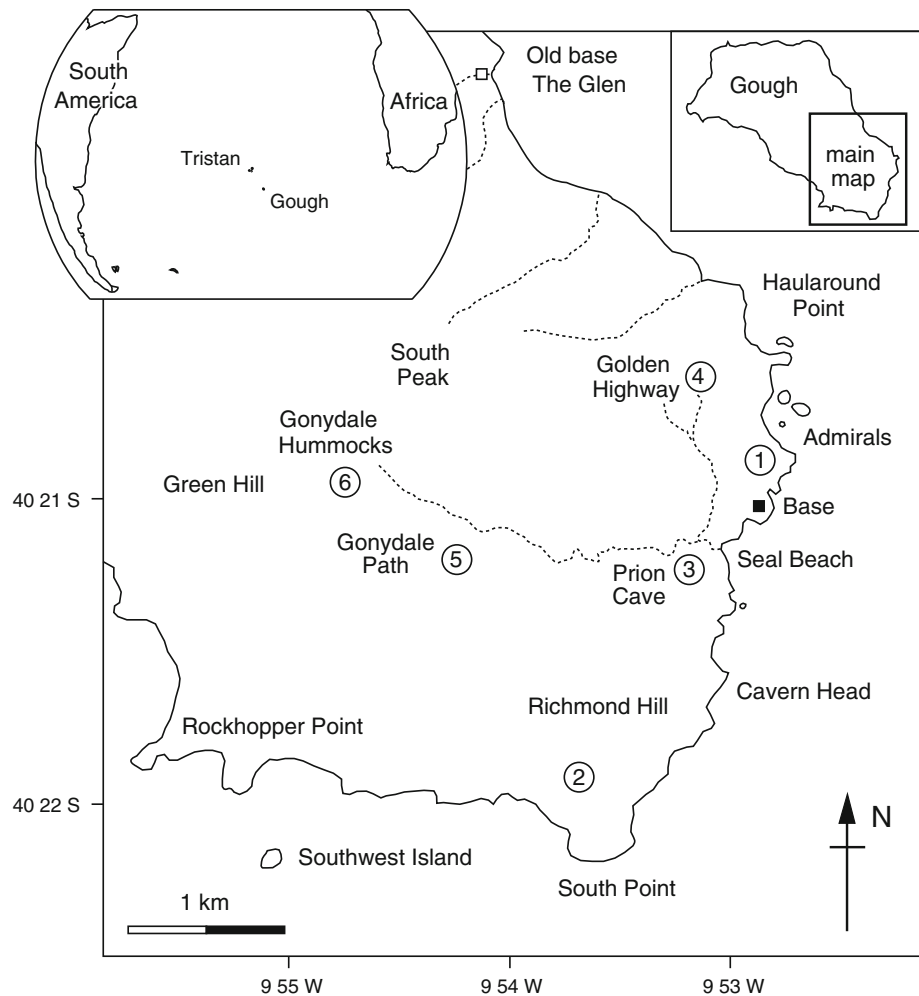 Old base
The Glen
South
America
Africa
Tristan
Gough
Gough
main
map
Haularound
Point
South
Peak
Golden
Highway
4
Gonydale
Hummocks
Admirals
1
6
Green Hill
40 21 S
Base
Gonydale
Path
5
Prion
Cave
3
Seal Beach
Richmond Hill
Cavern Head
Rockhopper Point
2
40 22 S
N
Southwest Island
South Point
1 km
9 55 W
9 54 W
9 53 W